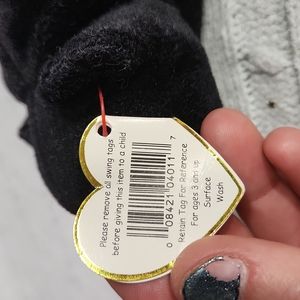 Please remove all swing tags
before giving this item to a child
0 08421 04011 7
Retain Tag For Reference
For ages 3 and up
Surface
Wash